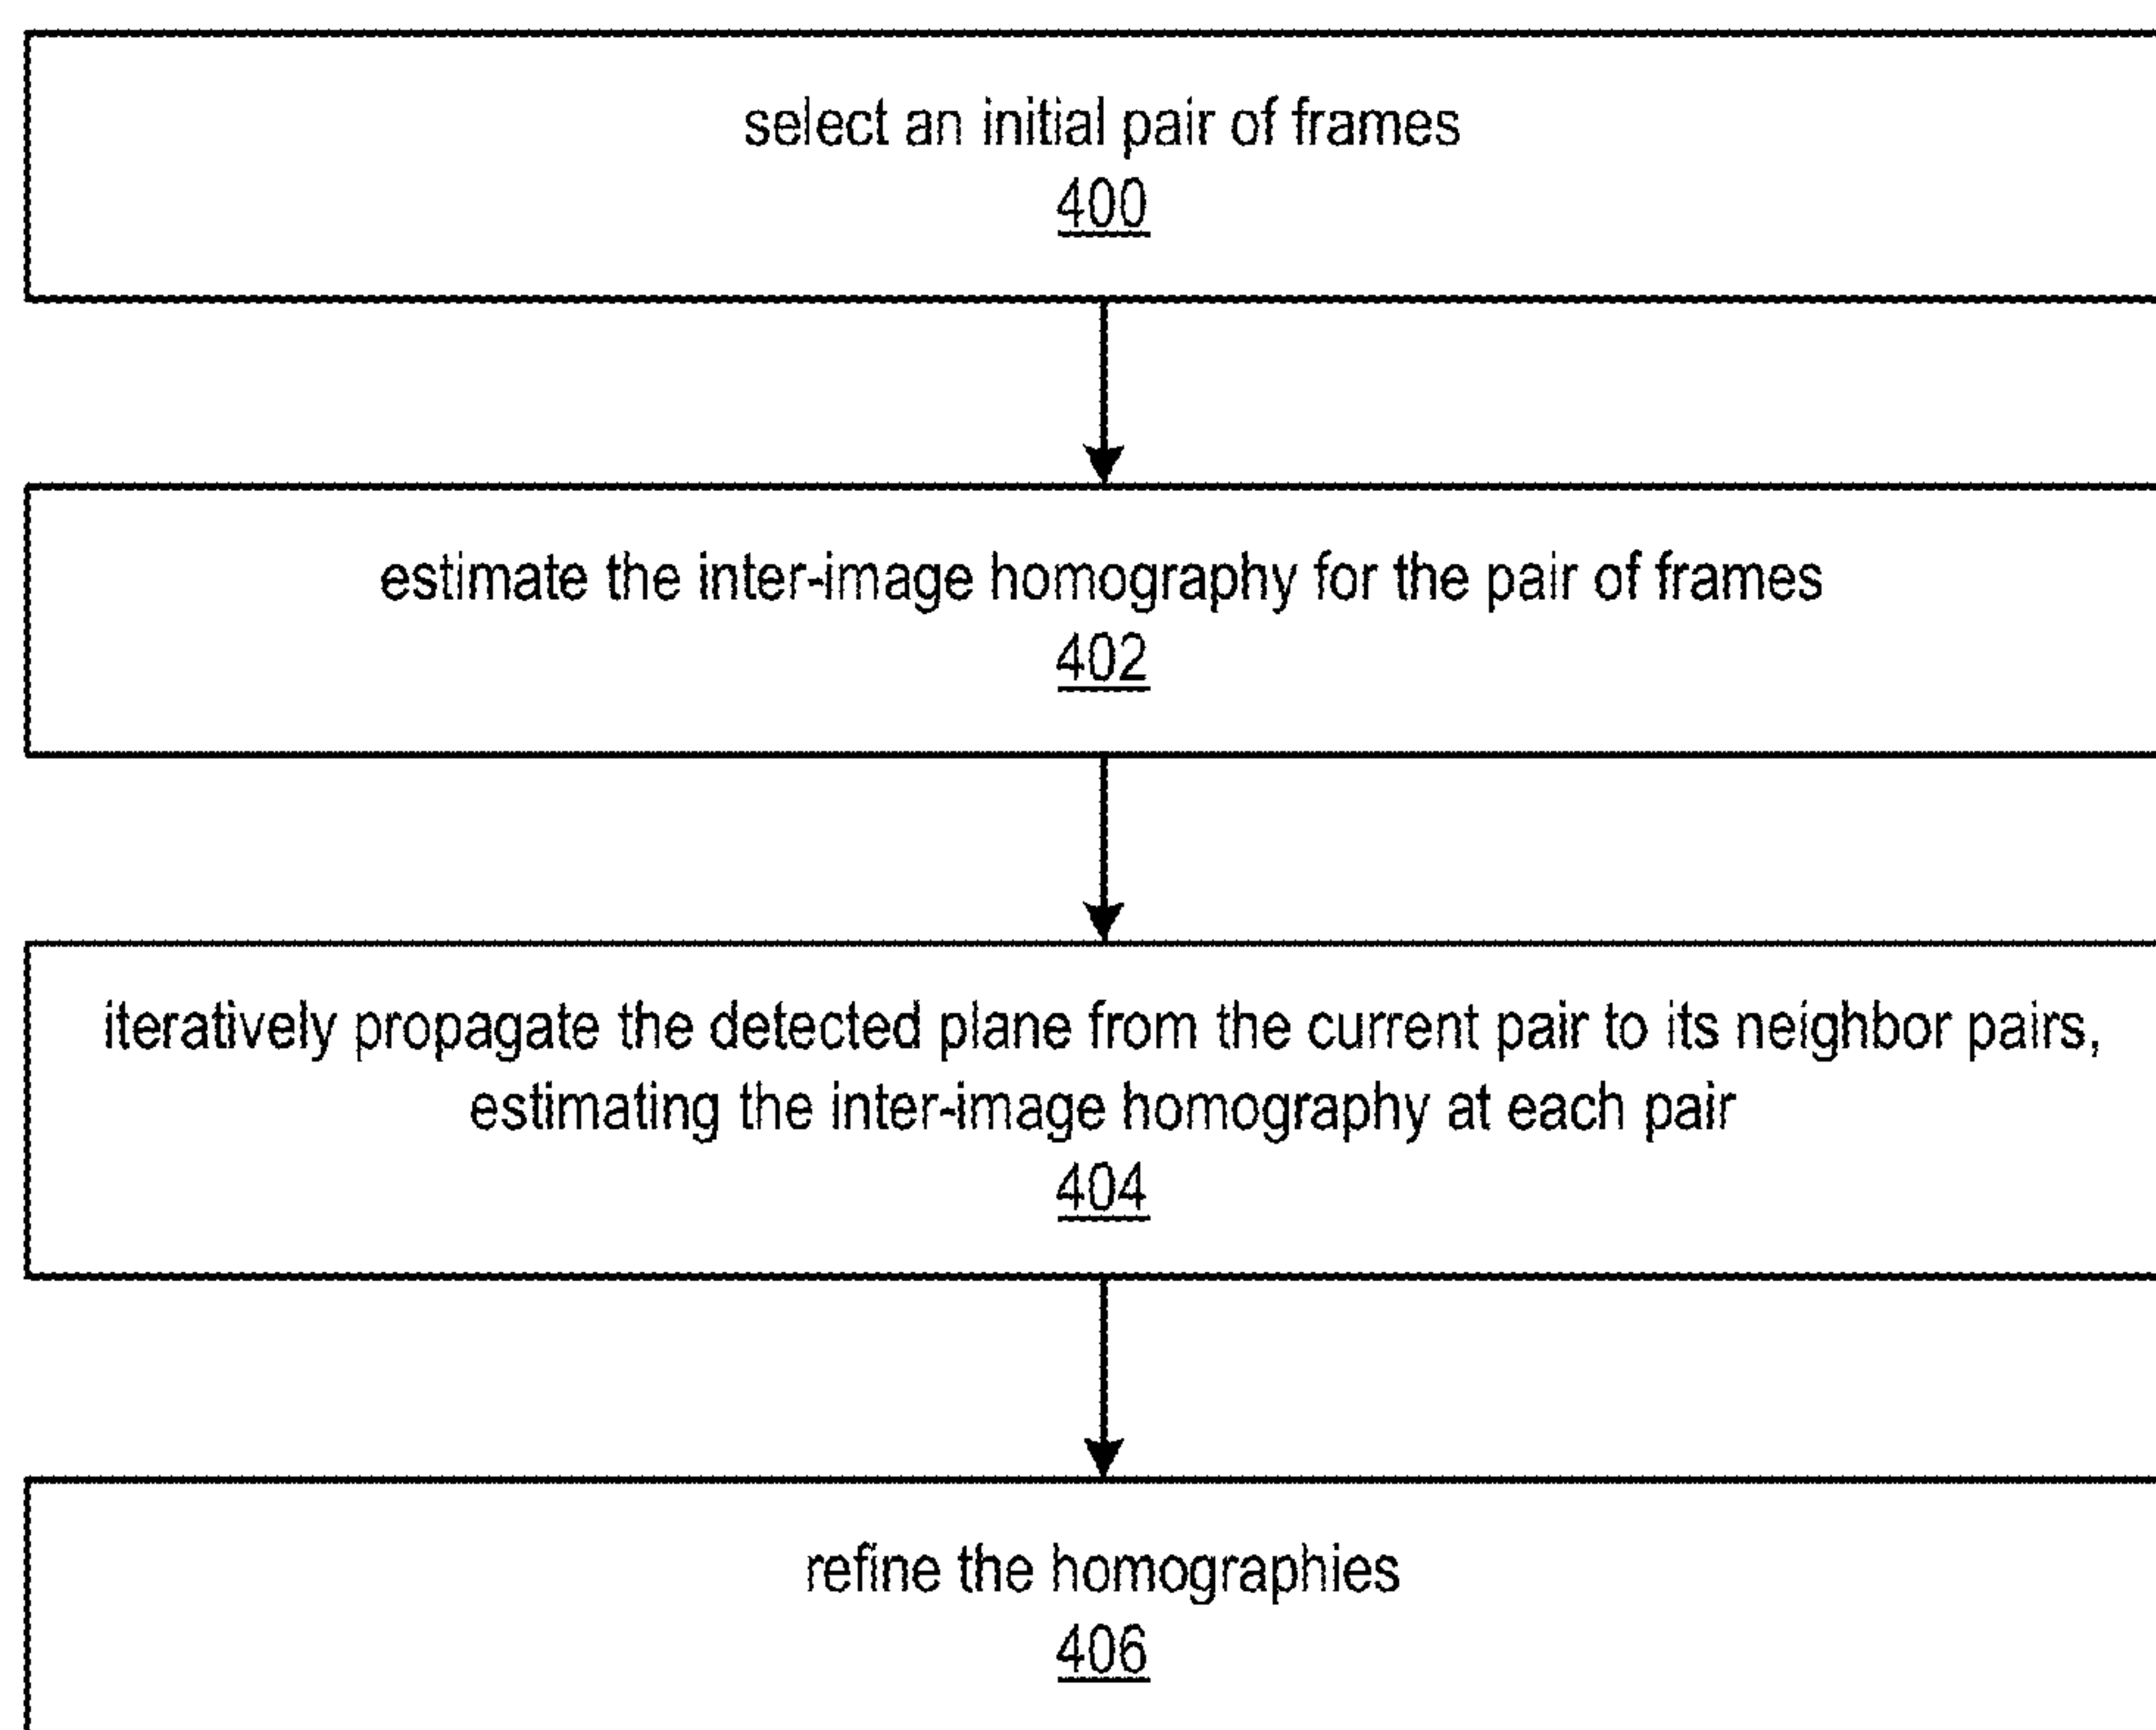 select an initial pair of frames
400
estimate the inter-image homography for the pair of frames
402
iteratively propagate the detected plane from the current pair to its neighbor pairs,
estimating the inter-image homography at each pair
404
refine the homographies
406